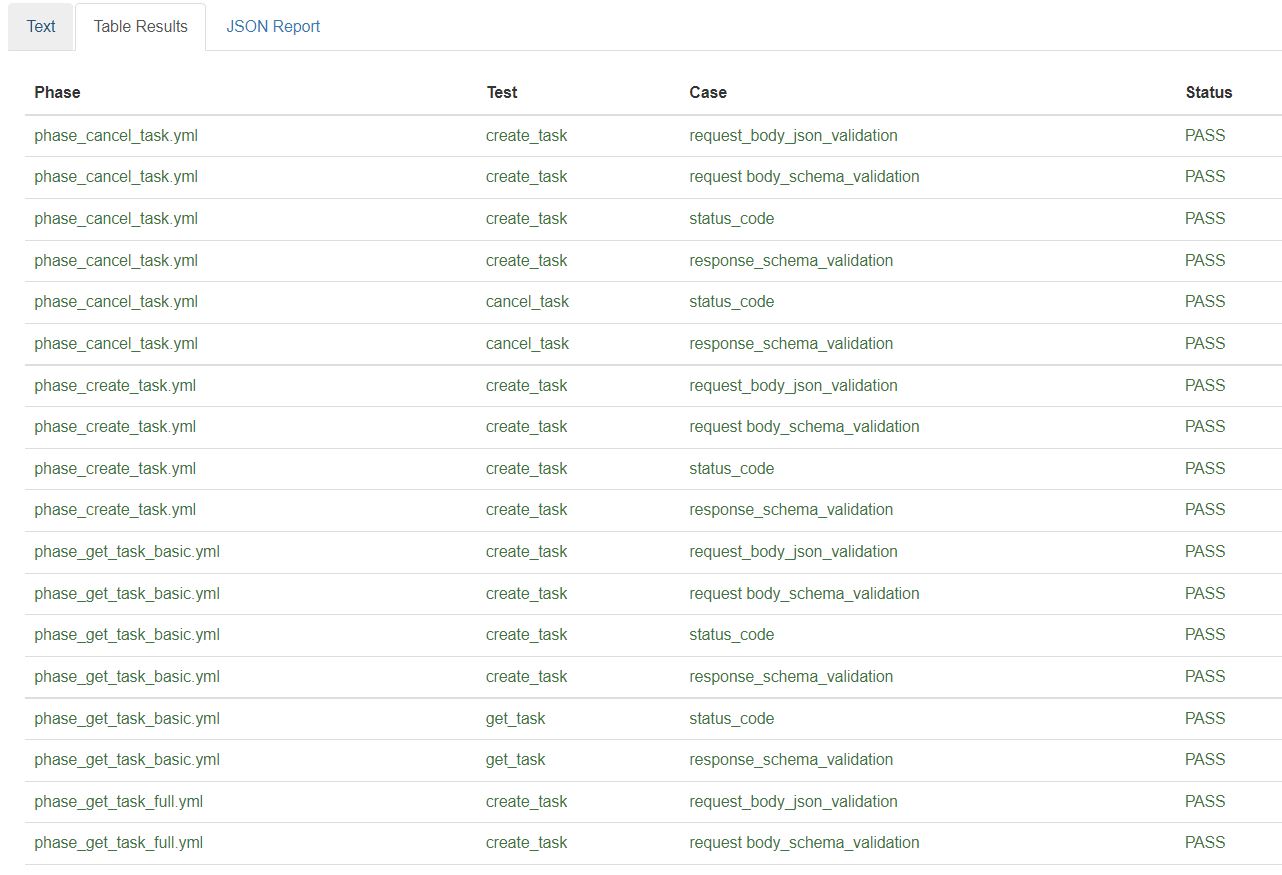 Text Table Results JSON Report
Phase Test Case Status
phase_cancel_task.yml create_task request_body_json_validation PASS
phase_cancel_task.yml create_task request body_schema_validation PASS
phase_cancel_task.yml create_task status_code PASS
phase_cancel_task.yml create_task response_schema_validation PASS
phase_cancel_task.yml cancel_task status_code PASS
phase_cancel_task.yml cancel_task response_schema_validation PASS
phase_create_task.yml create_task request_body_json_validation PASS
phase_create_task.yml create_task request body_schema_validation PASS
phase_create_task.yml create_task status_code PASS
phase_create_task.yml create_task response_schema_validation PASS
phase_get_task_basic.yml create_task request_body_json_validation PASS
phase_get_task_basic.yml create_task request body_schema_validation PASS
phase_get_task_basic.yml create_task status_code PASS
phase_get_task_basic.yml create_task response_schema_validation PASS
phase_get_task_basic.yml get_task status_code PASS
phase_get_task_basic.yml get_task response_schema_validation PASS
phase_get_task_full.yml create_task request_body_json_validation PASS
phase_get_task_full.yml create_task request body_schema_validation PASS